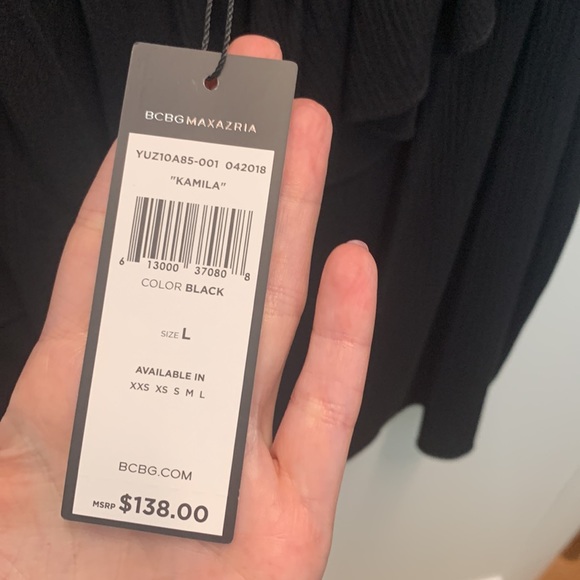 BCBGMAXAZRIA
YUZ10A85-001 042018
"KAMILA"
6 13000 37080 8
COLOR BLACK
SIZE L
AVAILABLE IN
XXS XS S M L
BCBG.COM
MSRP $138.00